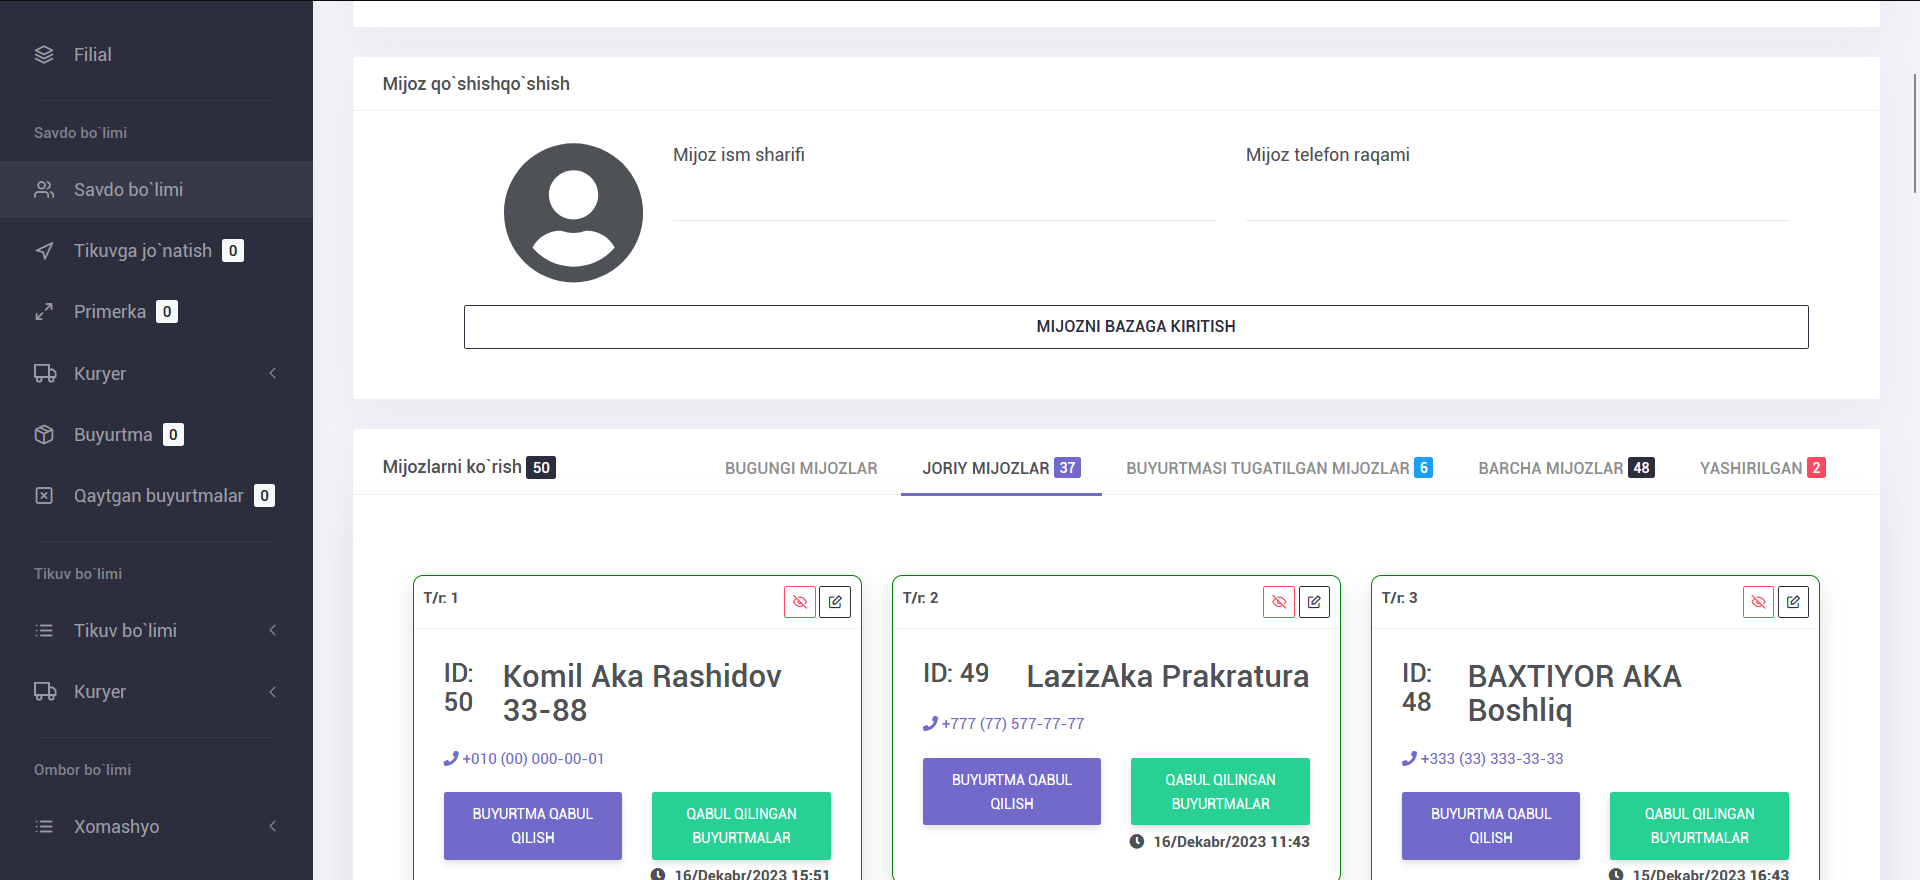 Filial
Savdo bo`limi
Savdo bo`limi
Tikuvga jo`natish 0
Primerka 0
Kuryer
Buyurtma 0
Qaytgan buyurtmalar 0
Tikuv bo`limi
Tikuv bo`limi
Kuryer
Ombor bo`limi
Xomashyo
Mijoz qo`shishqo`shish
Mijoz ism sharifi
Mijoz telefon raqami
MIJOZNI BAZAGA KIRITISH
Mijozlarni ko`rish 50
BUGUNGI MIJOZLAR
JORIY MIJOZLAR 37
BUYURTMASI TUGATILGAN MIJOZLAR 6
BARCHA MIJOZLAR 48
YASHIRILGAN 2
T/r: 1
ID:
50
Komil Aka Rashidov
33-88
+010 (00) 000-00-01
BUYURTMA QABUL
QILISH
QABUL QILINGAN
BUYURTMALAR
16/Dekabr/2023 15:51
T/r: 2
ID: 49
LazizAka Prakratura
+777 (77) 577-77-77
BUYURTMA QABUL
QILISH
QABUL QILINGAN
BUYURTMALAR
16/Dekabr/2023 11:43
T/r: 3
ID:
48
BAXTIYOR AKA
Boshliq
+333 (33) 333-33-33
BUYURTMA QABUL
QILISH
QABUL QILINGAN
BUYURTMALAR
15/Dekabr/2023 16:43